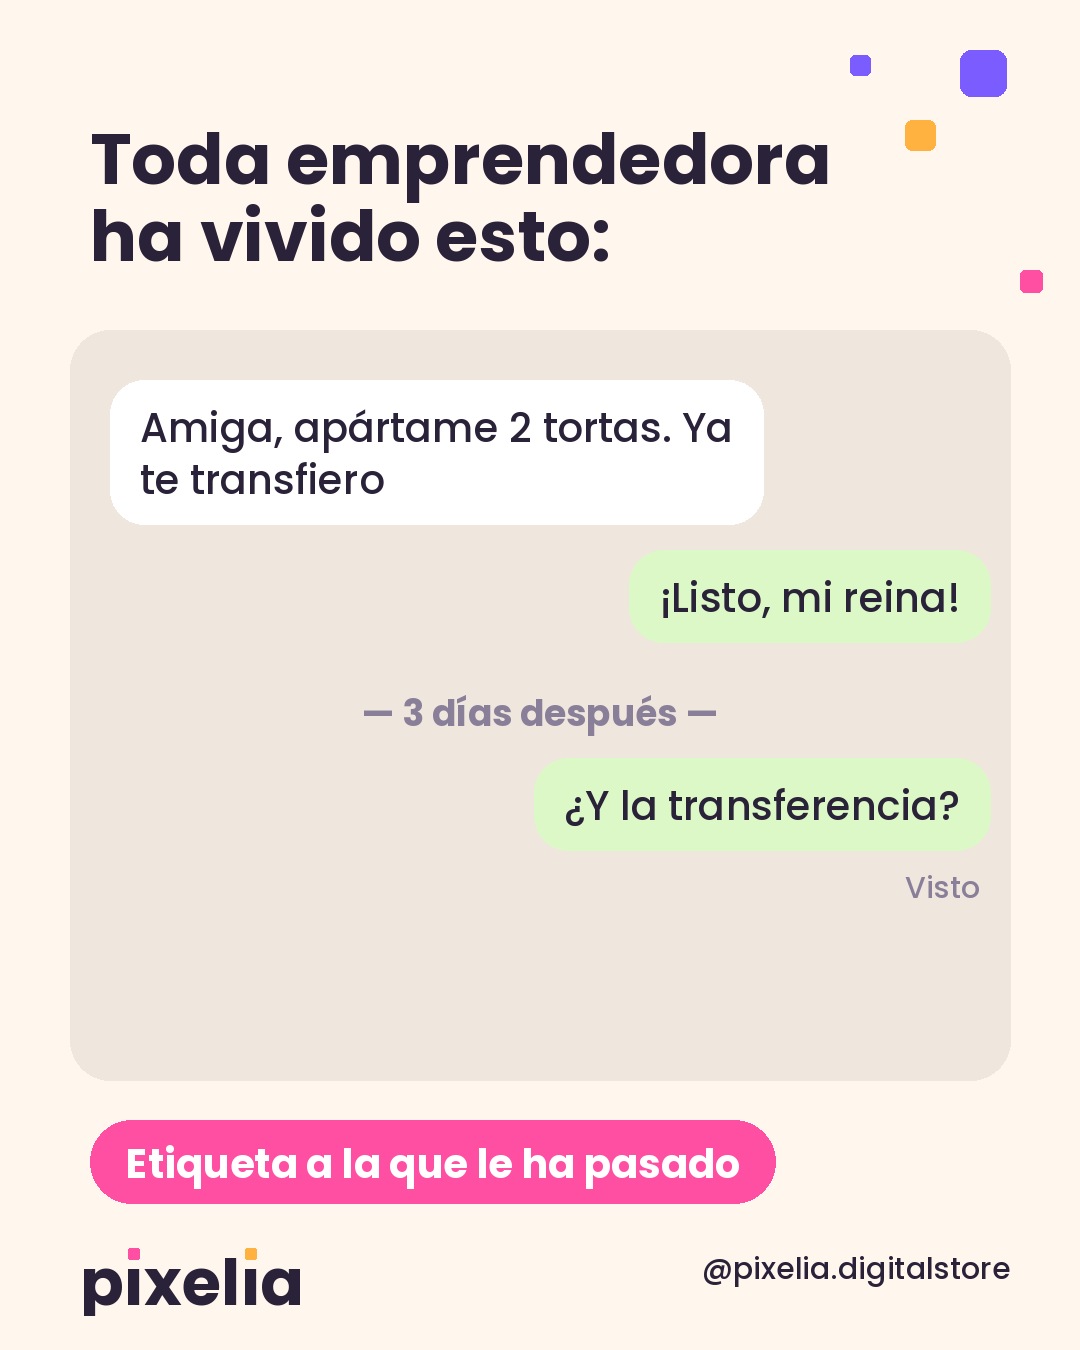 Toda emprendedora
ha vivido esto:
Amiga, apártame 2 tortas. Ya
te transfiero
¡Listo, mi reina!
— 3 días después —
¿Y la transferencia?
Visto
Etiqueta a la que le ha pasado
pixelia
@pixelia.digitalstore